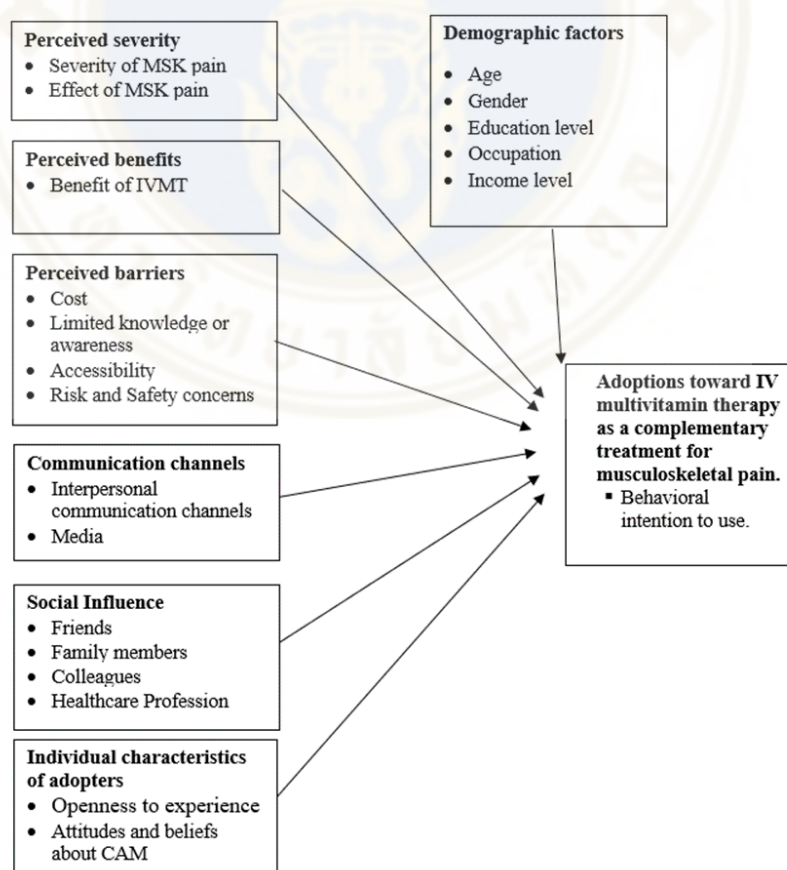 Perceived severity
• Severity of MSK pain
• Effect of MSK pain
Perceived benefits
• Benefit of IVMT
Perceived barriers
• Cost
• Limited knowledge or
awareness
• Accessibility
• Risk and Safety concerns
Communication channels
• Interpersonal
communication channels
• Media
Social Influence
• Friends
• Family members
• Colleagues
• Healthcare Profession
Individual characteristics
of adopters
• Openness to experience
• Attitudes and beliefs
about CAM
Demographic factors
• Age
• Gender
• Education level
• Occupation
• Income level
Adoptions toward IV
multivitamin therapy
as a complementary
treatment for
musculoskeletal pain.
▪ Behavioral
intention to use.